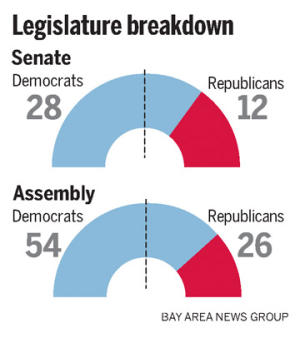 Legislature breakdown
Senate
Democrats Republicans
28 12
Assembly
Democrats Republicans
54 26
BAY AREA NEWS GROUP